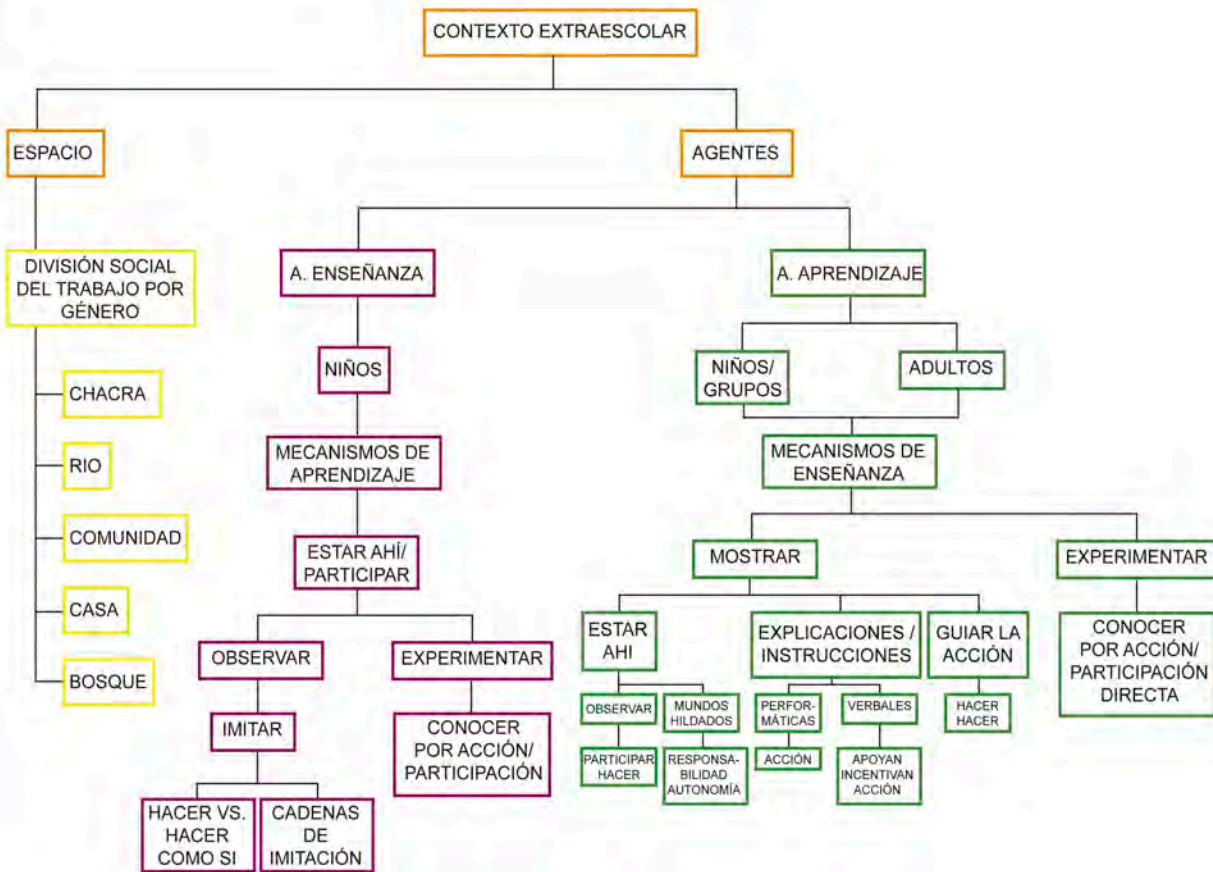 CONTEXTO EXTRAESCOLAR
ESPACIO
AGENTES
DIVISIÓN SOCIAL
DEL TRABAJO POR
GÉNERO
CHACRA
RIO
COMUNIDAD
CASA
BOSQUE
A. ENSEÑANZA
NIÑOS
MECANISMOS DE
APRENDIZAJE
ESTAR AHÍ/
PARTICIPAR
OBSERVAR
IMITAR
HACER VS.
HACER
COMO SI
CADENAS
DE
IMITACIÓN
EXPERIMENTAR
CONOCER
POR ACCIÓN/
PARTICIPACIÓN
A. APRENDIZAJE
NIÑOS/
GRUPOS
ADULTOS
MECANISMOS DE
ENSEÑANZA
MOSTRAR
ESTAR
AHI
OBSERVAR
PARTICIPAR
HACER
MUNDOS
HILDADOS
RESPONSA-
BILIDAD
AUTONOMÍA
EXPLICACIONES /
INSTRUCCIONES
PERFOR-
MÁTICAS
ACCIÓN
VERBALES
APOYAN
INCENTIVAN
ACCIÓN
GUIAR LA
ACCIÓN
HACER
HACER
EXPERIMENTAR
CONOCER
POR ACCIÓN/
PARTICIPACIÓN
DIRECTA